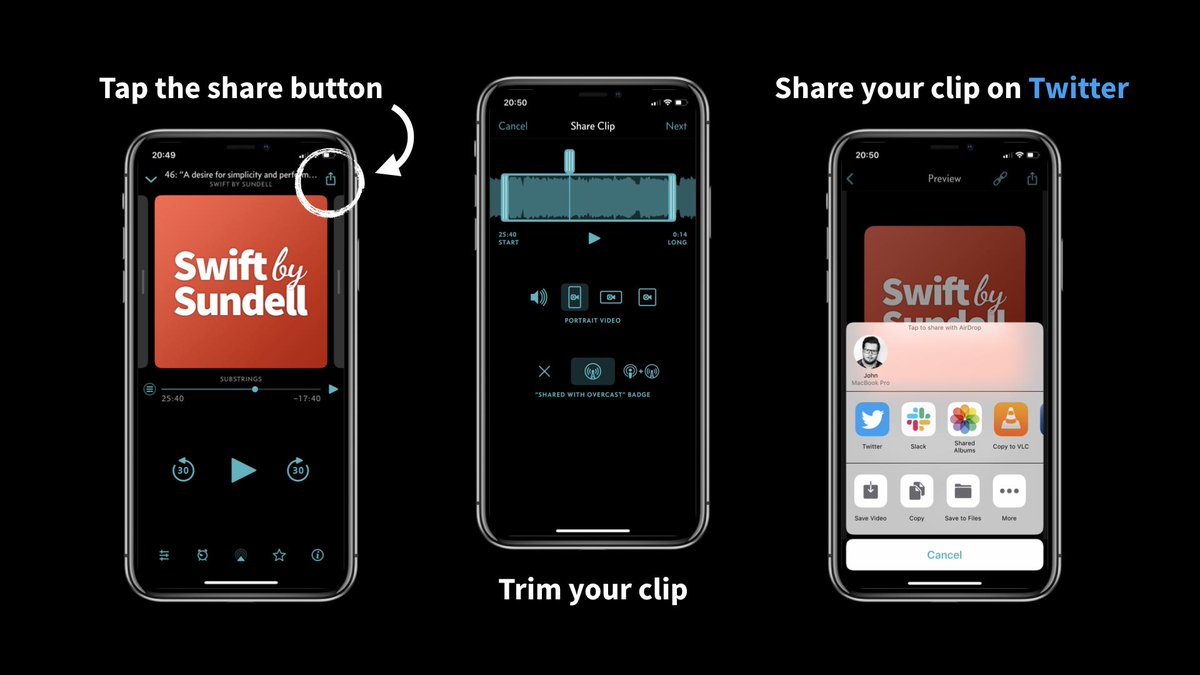 Tap the share button
20:49
46: “A desire for simplicity and perform...
SWIFT BY SUNDELL
Swift by
Sundell
SUBSTRINGS
25:40
-17:40
30
30
20:50
Cancel
Share Clip
Next
25:40
START
0:14
LONG
PORTRAIT VIDEO
+
“SHARED WITH OVERCAST” BADGE
Trim your clip
Share your clip on Twitter
20:50
Preview
Swift by
Sundell
Tap to share with AirDrop
John
MacBook Pro
Twitter
Slack
Shared
Albums
Copy to VLC
Save Video
Copy
Save to Files
More
Cancel